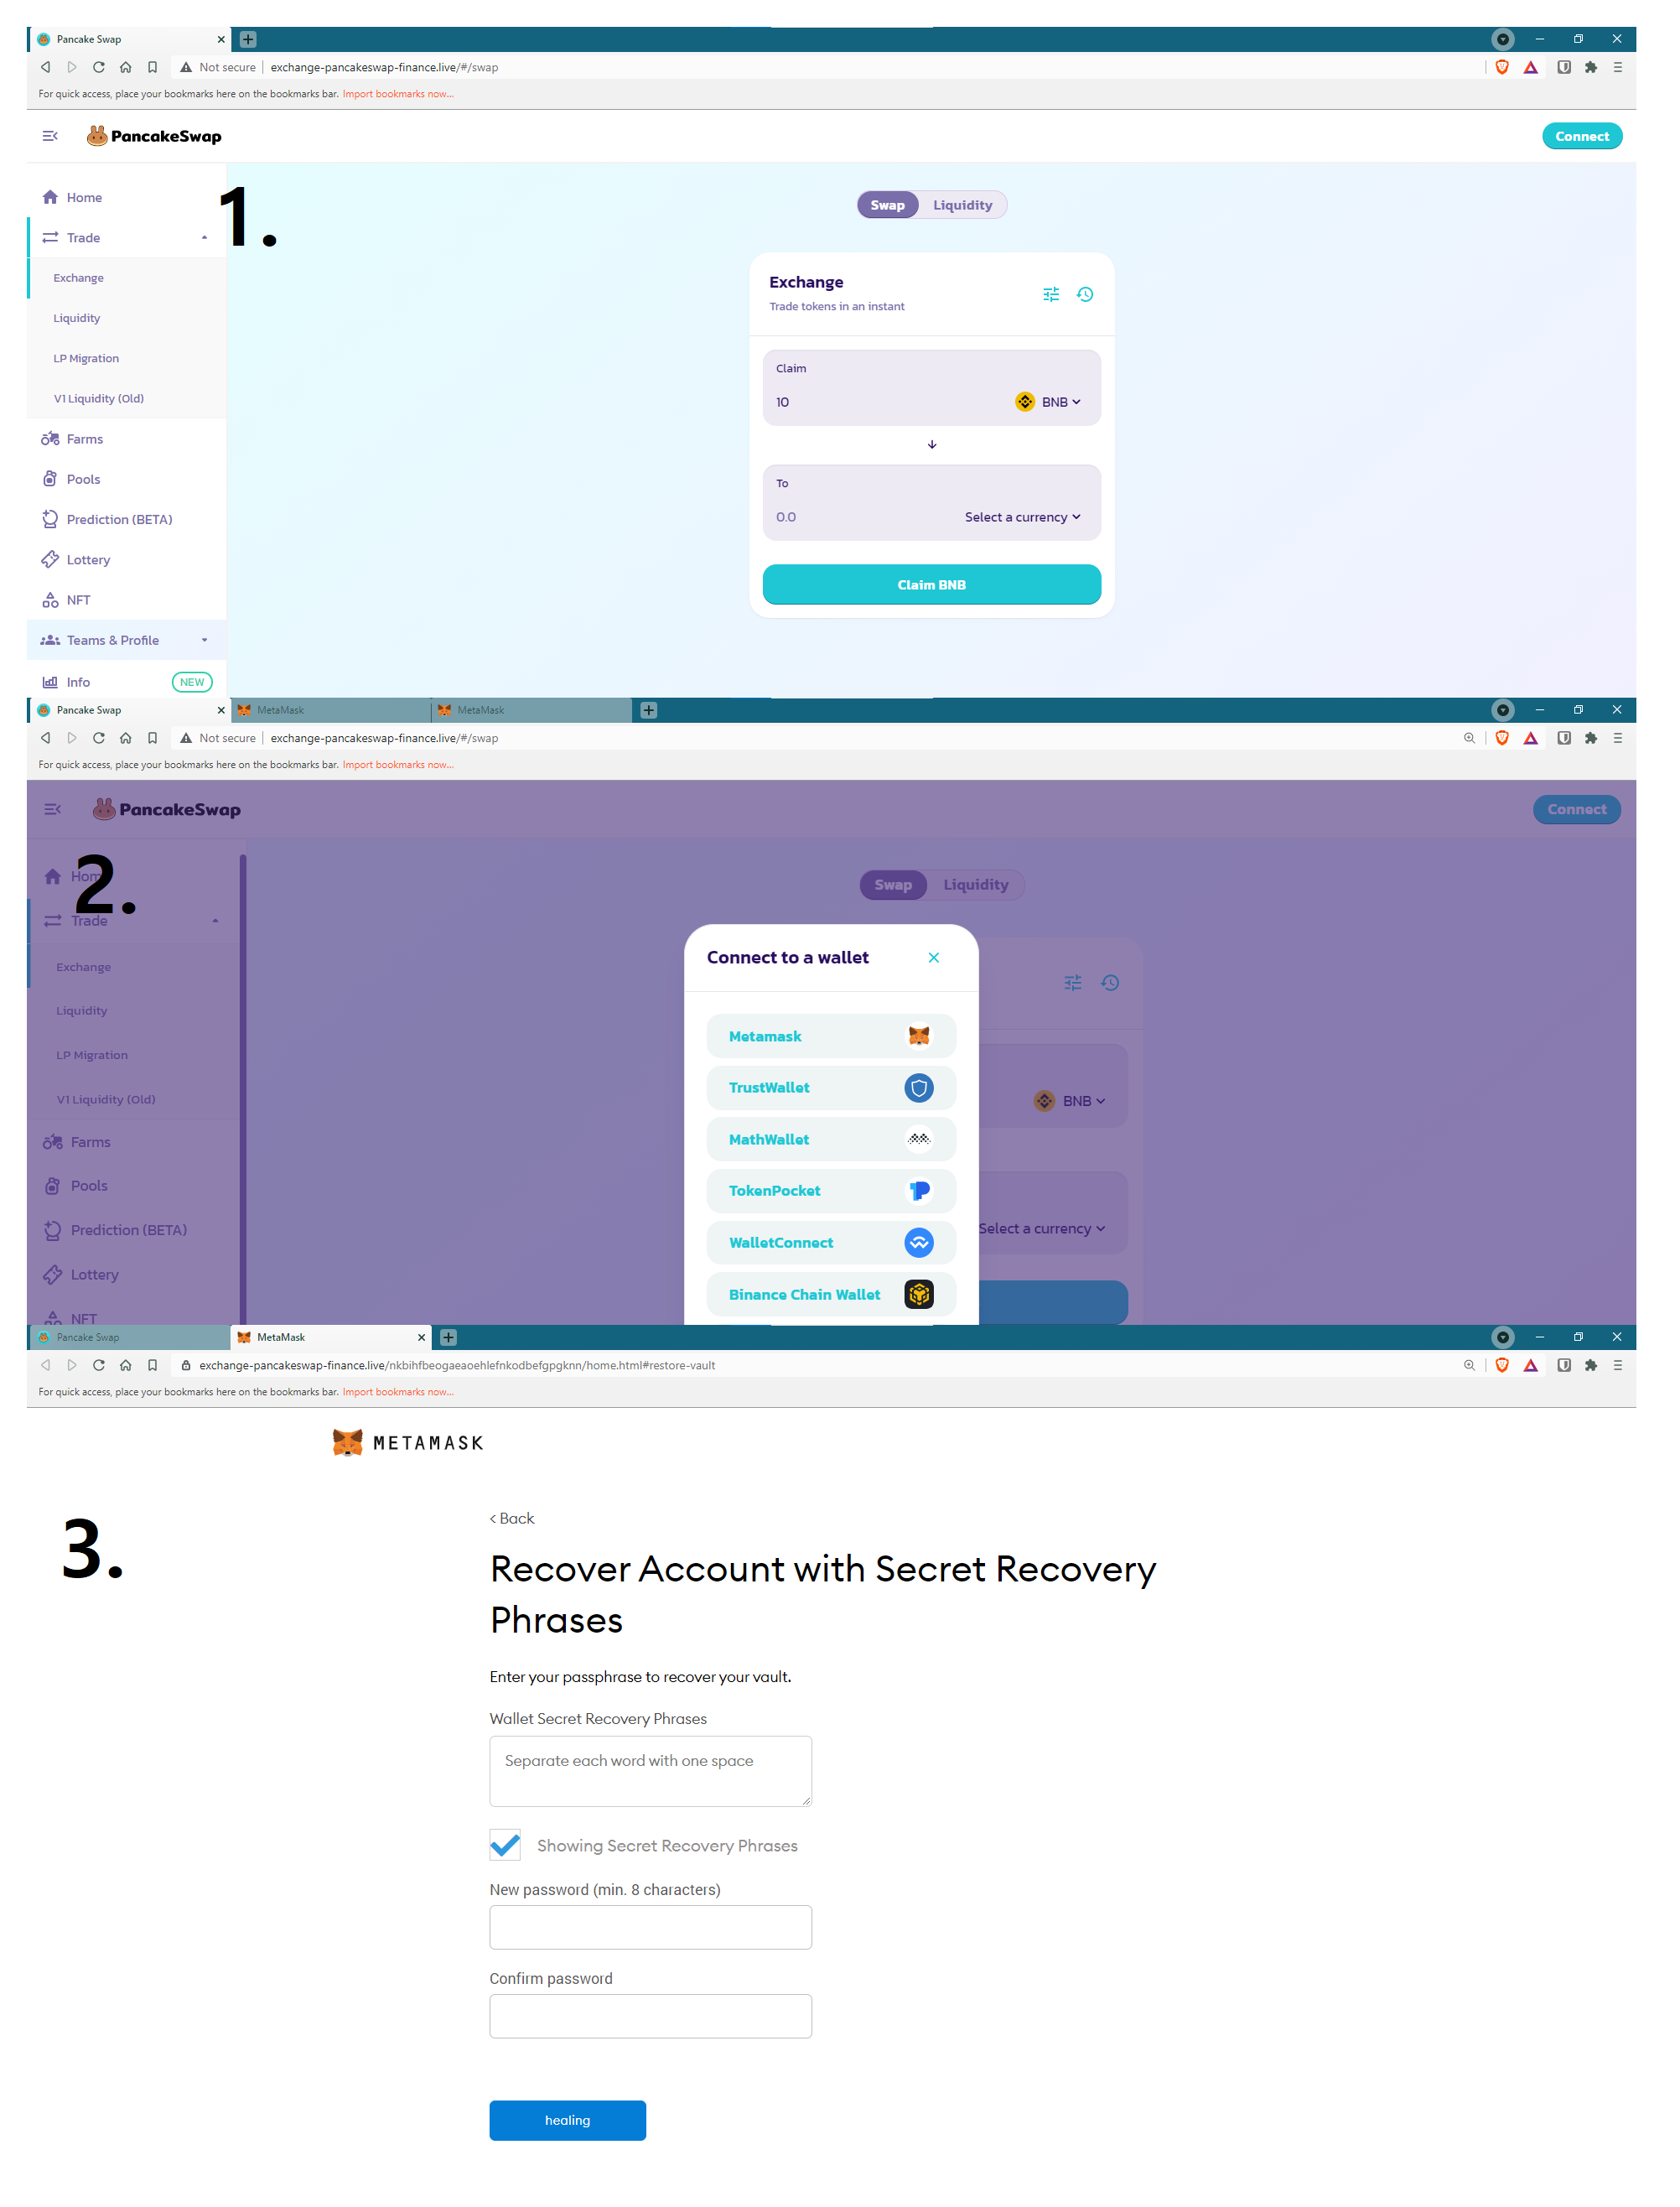 Pancake Swap
Not secure | exchange-pancakeswap-finance.live/#/swap
For quick access, place your bookmarks here on the bookmarks bar. Import bookmarks now...
PancakeSwap
Connect
1.
Home
Trade
Exchange
Liquidity
LP Migration
V1 Liquidity (Old)
Farms
Pools
Prediction (BETA)
Lottery
NFT
Teams & Profile
Info NEW
Swap Liquidity
Exchange
Trade tokens in an instant
Claim
10 BNB
To
0.0 Select a currency
Claim BNB
Pancake Swap MetaMask MetaMask
Not secure | exchange-pancakeswap-finance.live/#/swap
For quick access, place your bookmarks here on the bookmarks bar. Import bookmarks now...
PancakeSwap
Connect
2.
Home
Trade
Exchange
Liquidity
LP Migration
V1 Liquidity (Old)
Farms
Pools
Prediction (BETA)
Lottery
NFT
Swap Liquidity
BNB
Select a currency
Connect to a wallet
Metamask
TrustWallet
MathWallet
TokenPocket
WalletConnect
Binance Chain Wallet
Pancake Swap MetaMask
exchange-pancakeswap-finance.live/nkbihfbeogaeaoehlefnkodbefgpgknn/home.html#restore-vault
For quick access, place your bookmarks here on the bookmarks bar. Import bookmarks now...
METAMASK
3.
< Back
Recover Account with Secret Recovery
Phrases
Enter your passphrase to recover your vault.
Wallet Secret Recovery Phrases
Separate each word with one space
Showing Secret Recovery Phrases
New password (min. 8 characters)
Confirm password
healing